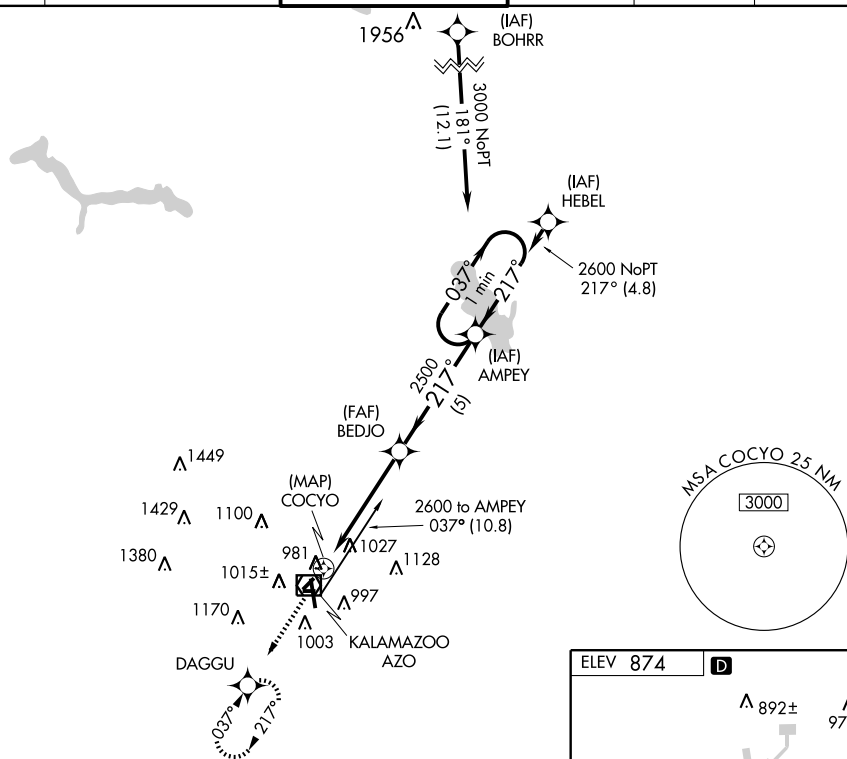 1956
(IAF)
BOHRR
3000 NoPT
181°
(12.1)
(IAF)
HEBEL
2600 NoPT
217° (4.8)
037°
1 min
217°
(IAF)
AMPEY
2500
217°
(5)
(FAF)
BEDJO
1449
(MAP)
COCYO
1429
1100
2600 to AMPEY
037° (10.8)
1380
981
1027
1015±
1128
1170
997
1003
KALAMAZOO
AZO
DAGGU
037°
217°
MSA COCYO 25 NM
3000
ELEV 874
D
892±
97